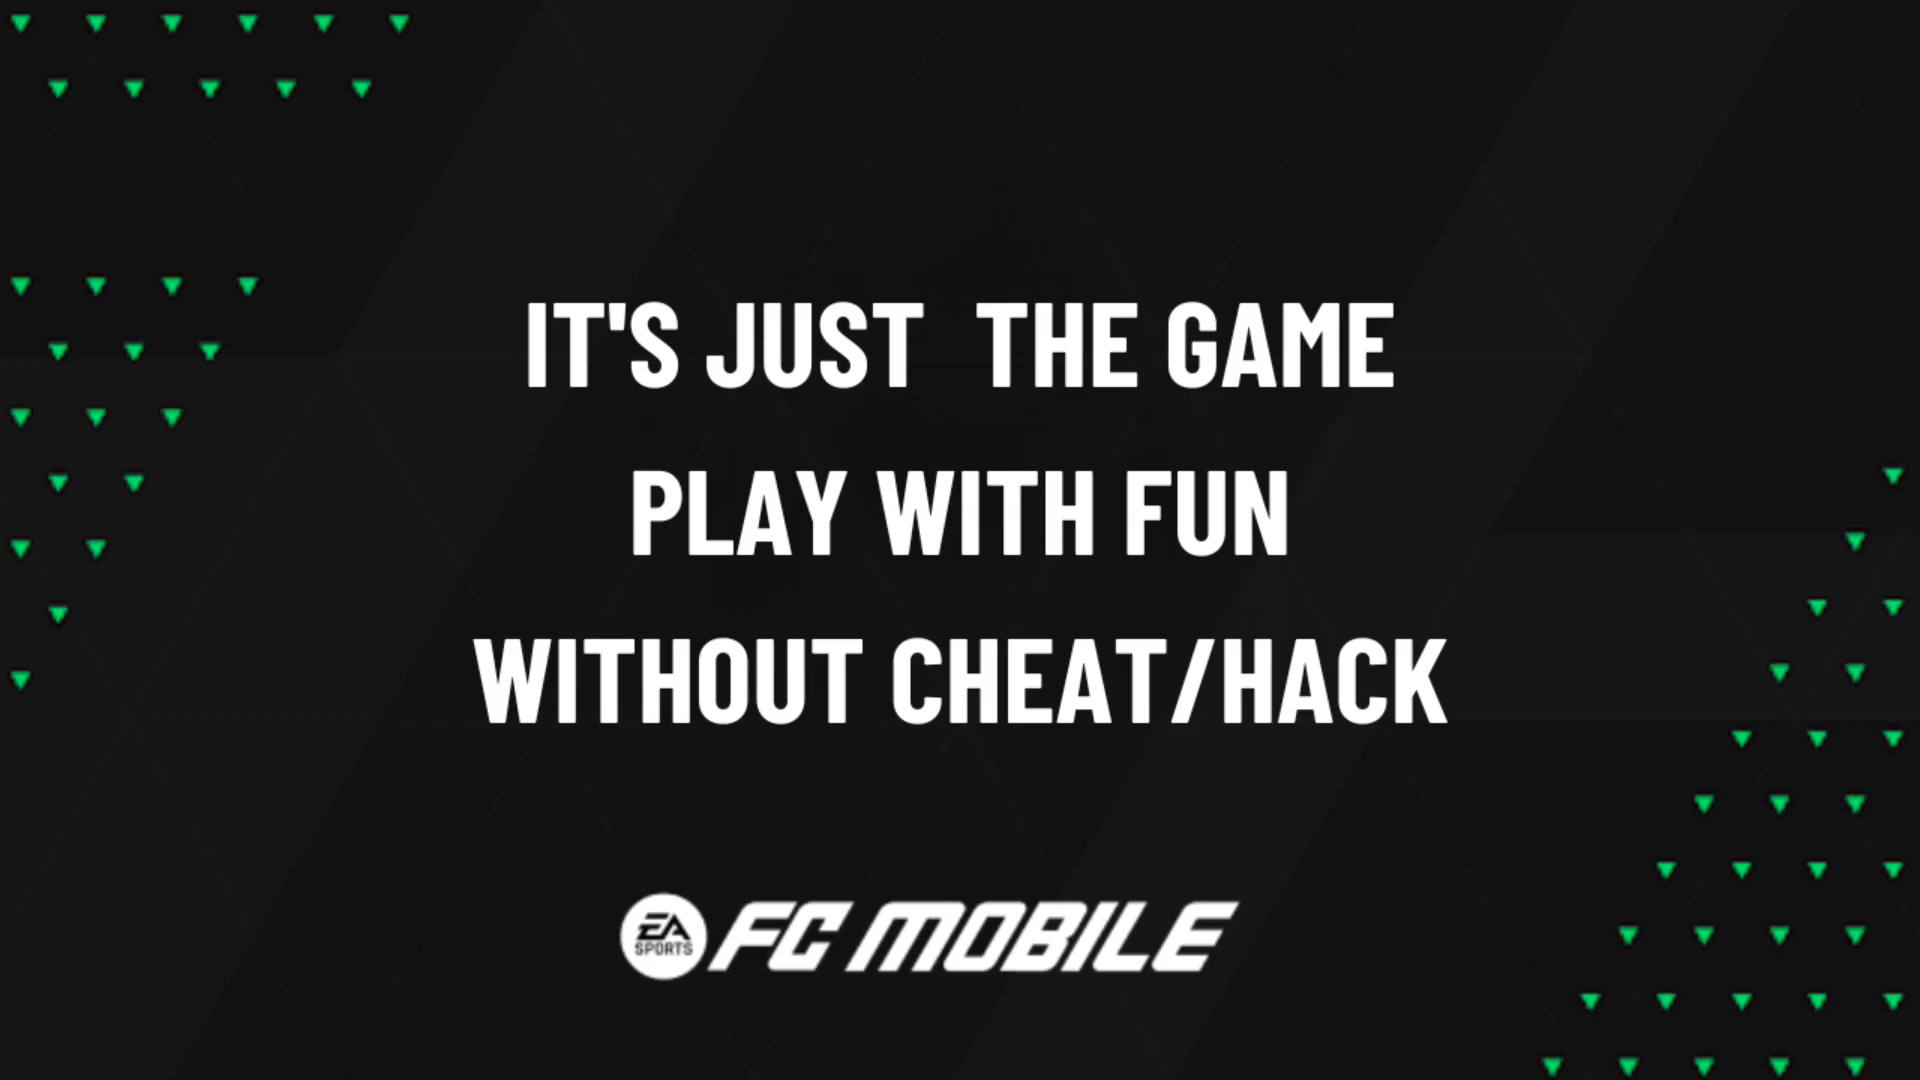 IT'S JUST  THE GAME
PLAY WITH FUN
WITHOUT CHEAT/HACK
EA SPORTS FC MOBILE